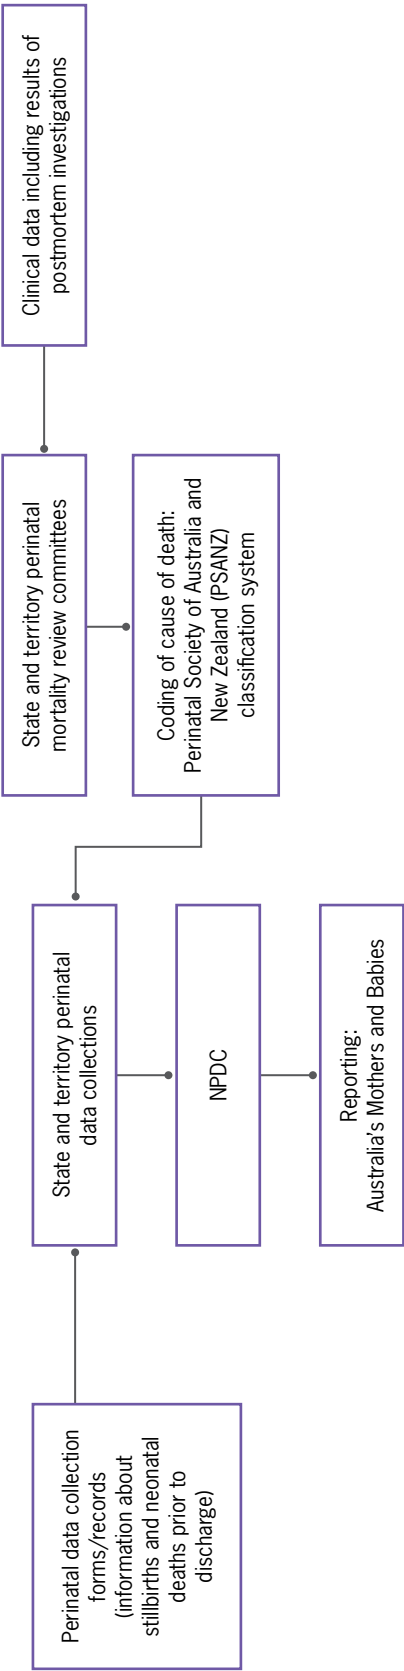 Perinatal data collection
forms/records
(information about
stillbirths and neonatal
deaths prior to
discharge)
State and territory perinatal
data collections
NPDC
Reporting:
Australia's Mothers and Babies
State and territory perinatal
mortality review committees
Coding of cause of death:
Perinatal Society of Australia and
New Zealand (PSANZ)
classification system
Clinical data including results of
postmortem investigations